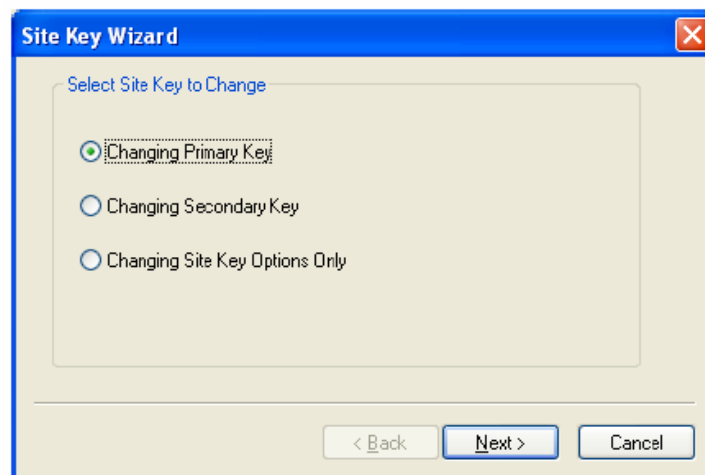 Site Key Wizard
Select Site Key to Change
Changing Primary Key
Changing Secondary Key
Changing Site Key Options Only
< Back Next > Cancel